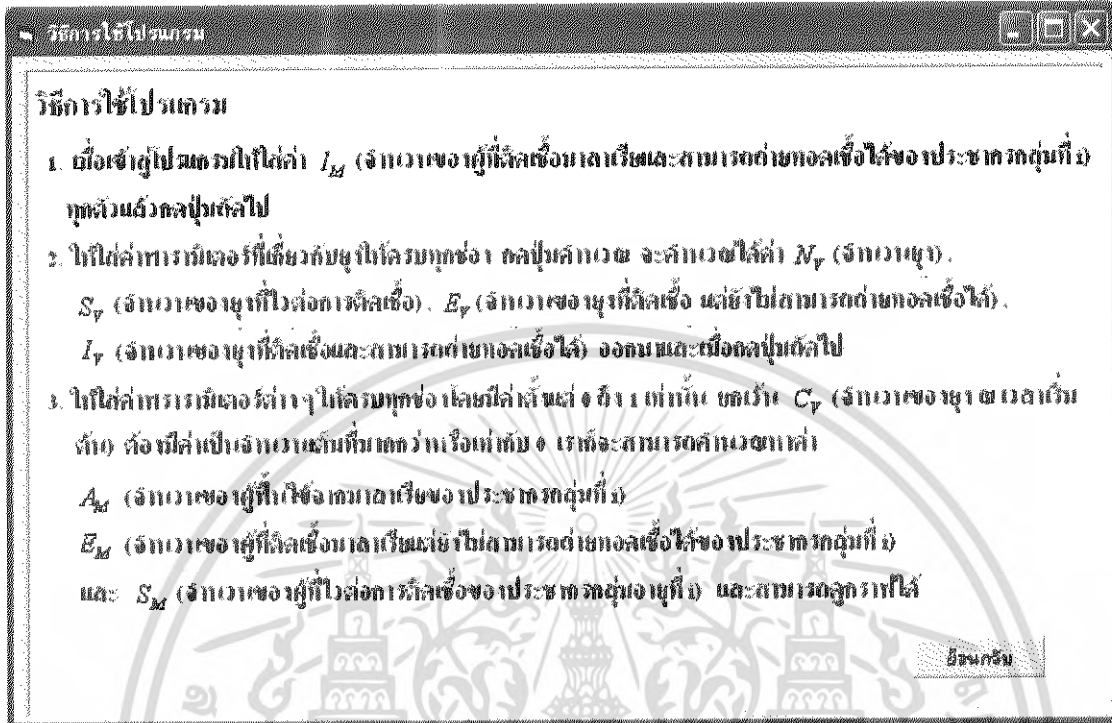 วิธีการใช้โปรแกรม
วิธีการใช้โปรแกรม
1. เมื่อเข้าสู่โปรแกรมให้ใส่ค่า I_M (จำนวนของผู้ที่ติดเชื้อมาลาเรียและสามารถถ่ายทอดเชื้อได้ของประชากรกลุ่มที่ i)
ทุกตัวแล้วกดปุ่มถัดไป
2. ให้ใส่ค่าพารามิเตอร์ที่เกี่ยวกับยุงให้ครบทุกช่อง กดปุ่มคำนวณ จะคำนวณได้ค่า N_V (จำนวนยุง),
S_V (จำนวนของยุงที่ไวต่อการติดเชื้อ), E_V (จำนวนของยุงที่ติดเชื้อ แต่ยังไม่สามารถถ่ายทอดเชื้อได้),
I_V (จำนวนของยุงที่ติดเชื้อและสามารถถ่ายทอดเชื้อได้) ออกมาและเมื่อกดปุ่มถัดไป
3. ให้ใส่ค่าพารามิเตอร์ต่างๆ ให้ครบทุกช่องโดยมีค่าตั้งแต่ 0 ถึง 1 เท่านั้น ยกเว้น C_V (จำนวนของยุง ณ เวลาเริ่ม
ต้น) ต้องมีค่าเป็นจำนวนเต็มที่มากกว่าหรือเท่ากับ 0 เราก็จะสามารถคำนวณหาค่า
A_M (จำนวนของผู้ฟื้นไข้จากมาลาเรียของประชากรกลุ่มที่ i)
E_M (จำนวนของผู้ที่ติดเชื้อมาลาเรียแต่ยังไม่สามารถถ่ายทอดเชื้อได้ของประชากรกลุ่มที่ i)
และ S_M (จำนวนของผู้ที่ไวต่อการติดเชื้อของประชากรกลุ่มอายุที่ i) และสามารถดูกราฟได้
ย้อนกลับ